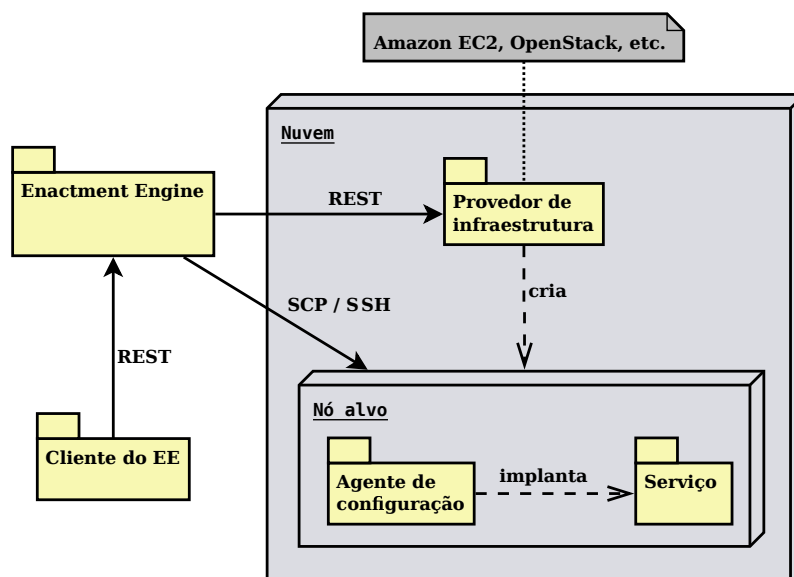 Amazon EC2, OpenStack, etc.
Nuvem
Enactment Engine
REST
Provedor de
infraestrutura
cria
SCP / SSH
REST
Nó alvo
Cliente do EE
Agente de
configuração
implanta
Serviço